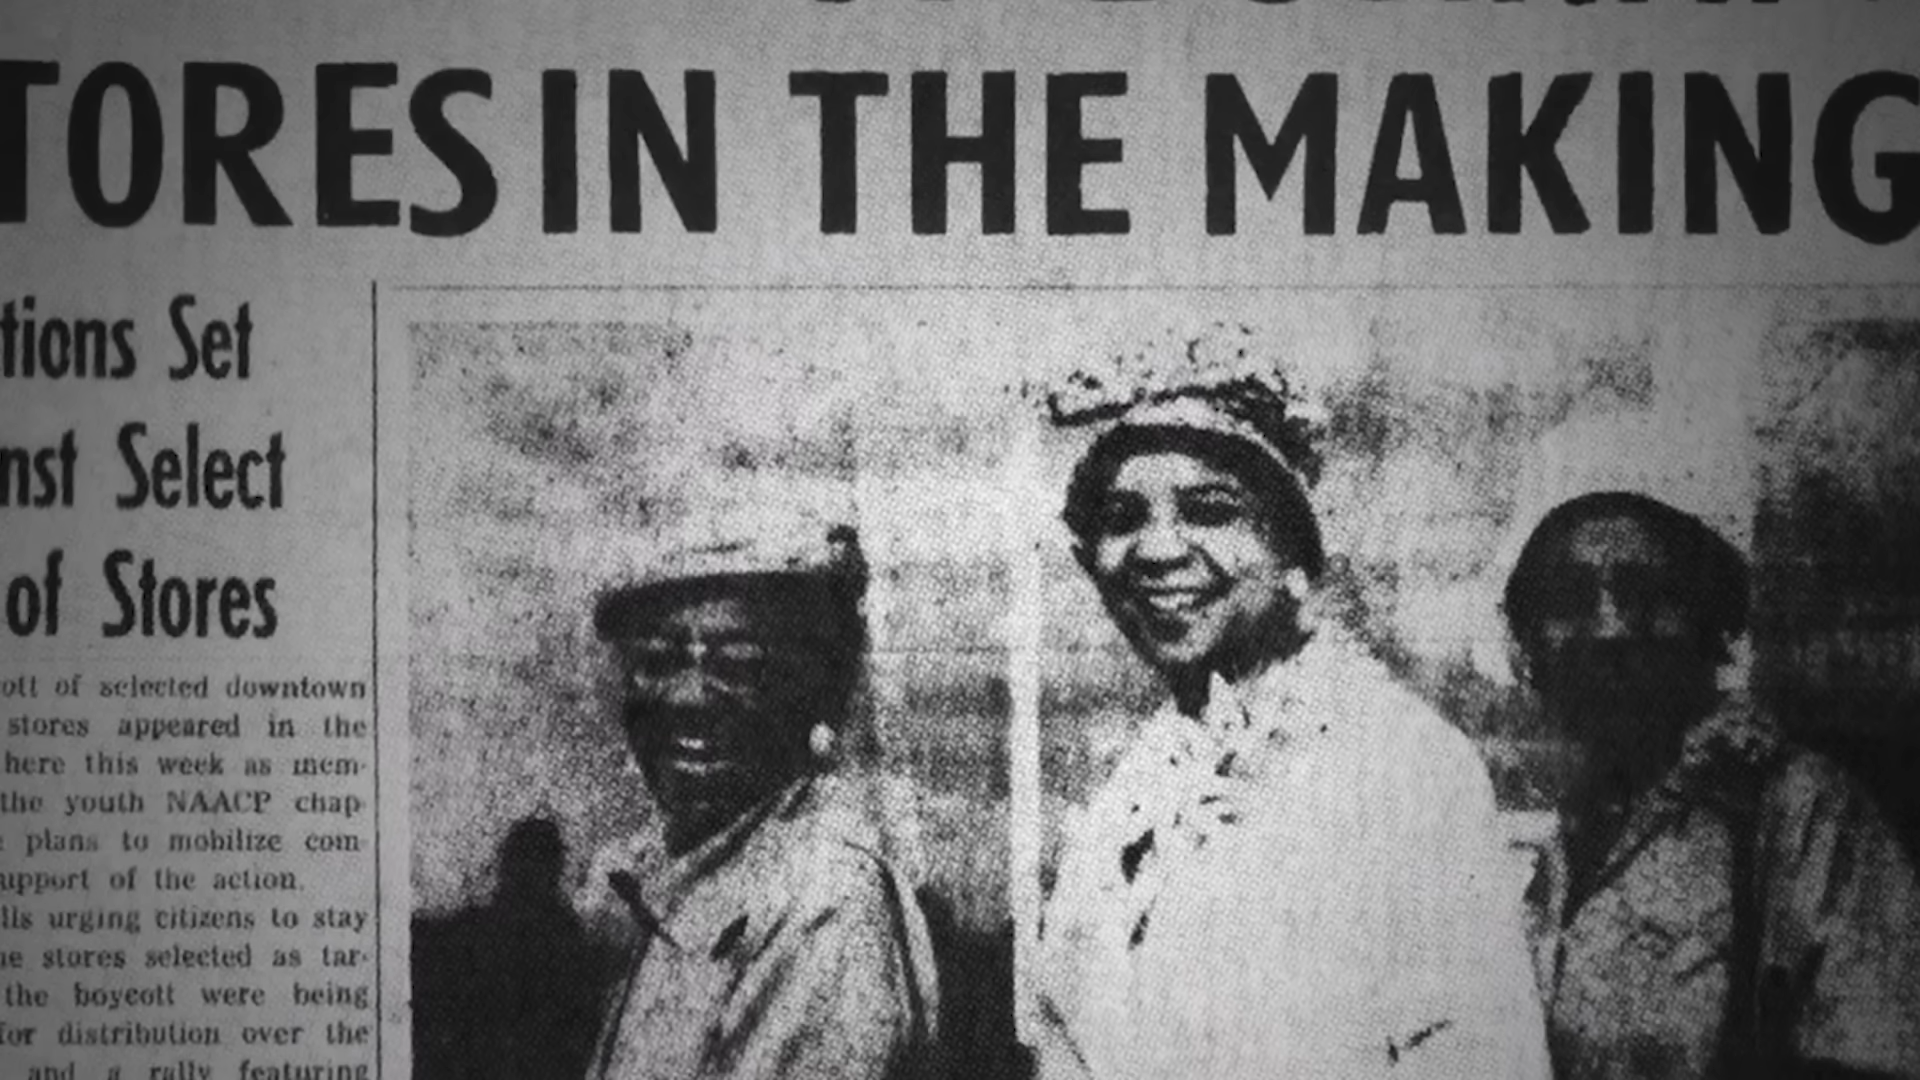 TORES IN THE MAKING
tions Set
nst Select
of Stores
ott of selected downtown
stores appeared in the
here this week as mem-
the youth NAACP chap-
plans to mobilize com-
upport of the action.
lls urging citizens to stay
he stores selected as tar-
the boycott were being
for distribution over the
and a rally featuring